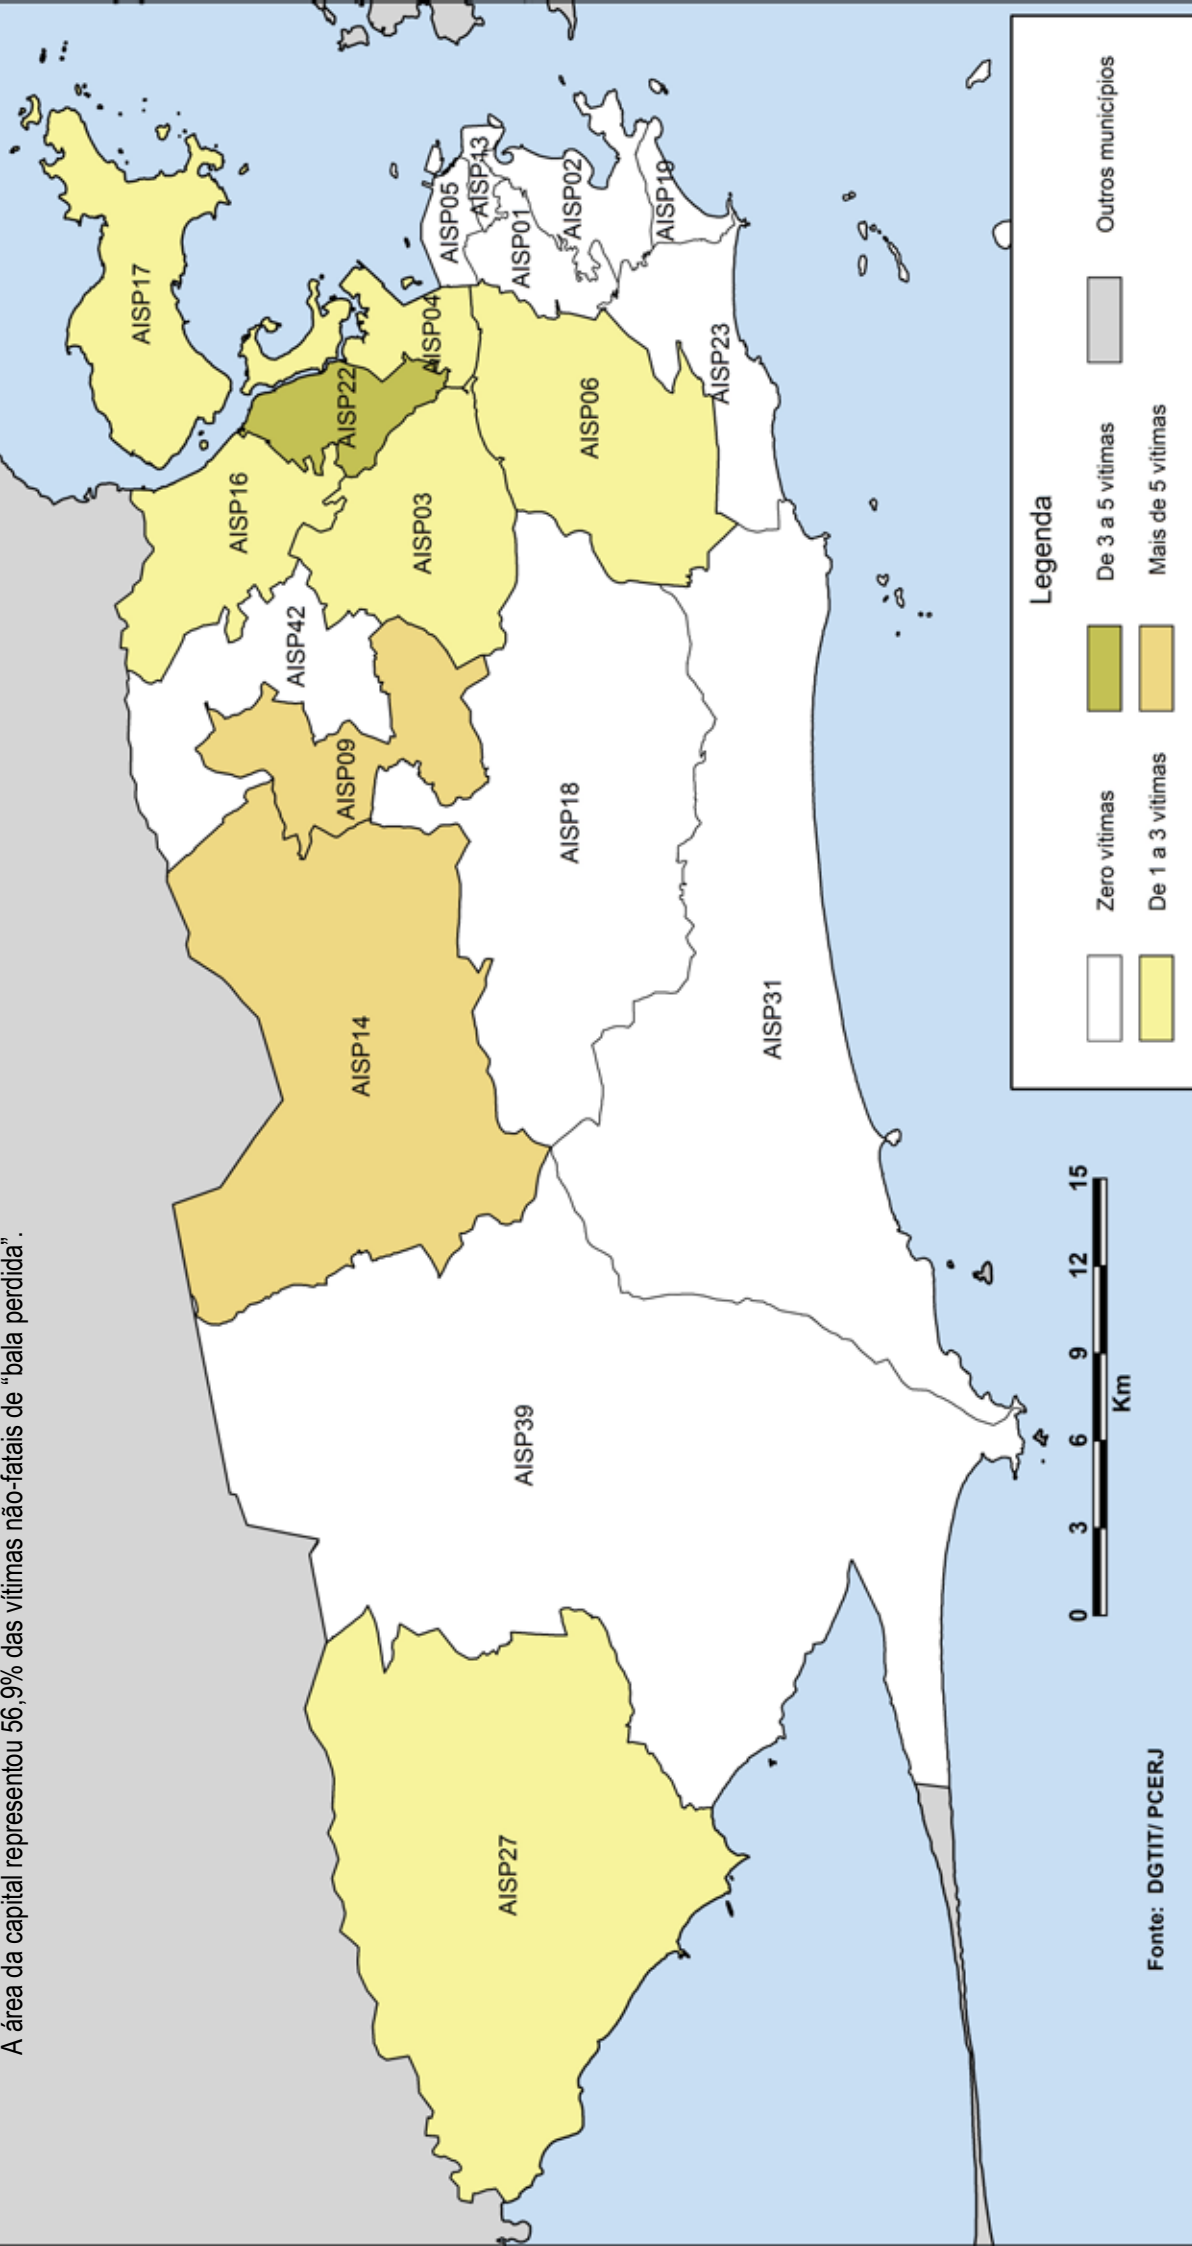 A área da capital representou 56,9% das vítimas não-fatais de “bala perdida”.
AISP17
AISP16
AISP22
AISP04
AISP05
AISP13
AISP01
AISP02
AISP19
AISP42
AISP03
AISP06
AISP23
AISP09
AISP14
AISP18
AISP31
AISP39
AISP27
Legenda
Zero vítimas
De 3 a 5 vítimas
Outros municípios
De 1 a 3 vítimas
Mais de 5 vítimas
0 3 6 9 12 15
Km
Fonte: DGTIT/ PCERJ